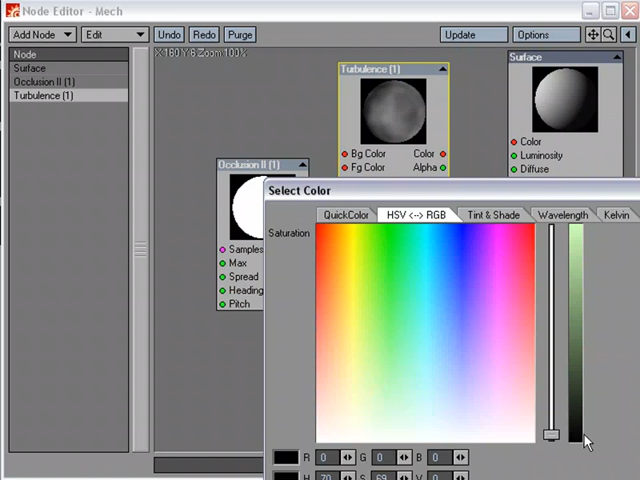 Node Editor - Mech
Add Node Edit Undo Redo Purge Update Options
Node
Surface
Occlusion II (1)
Turbulence (1)
X:160 Y:6 Zoom:100%
Turbulence (1)
Bg Color Color
Fg Color Alpha
Surface
Color
Luminosity
Diffuse
Occlusion II (1)
Samples
Max
Spread
Heading
Pitch
Select Color
QuickColor HSV <--> RGB Tint & Shade Wavelength Kelvin
Saturation
R 0 G 0 B 0
H 70 S 69 V 0